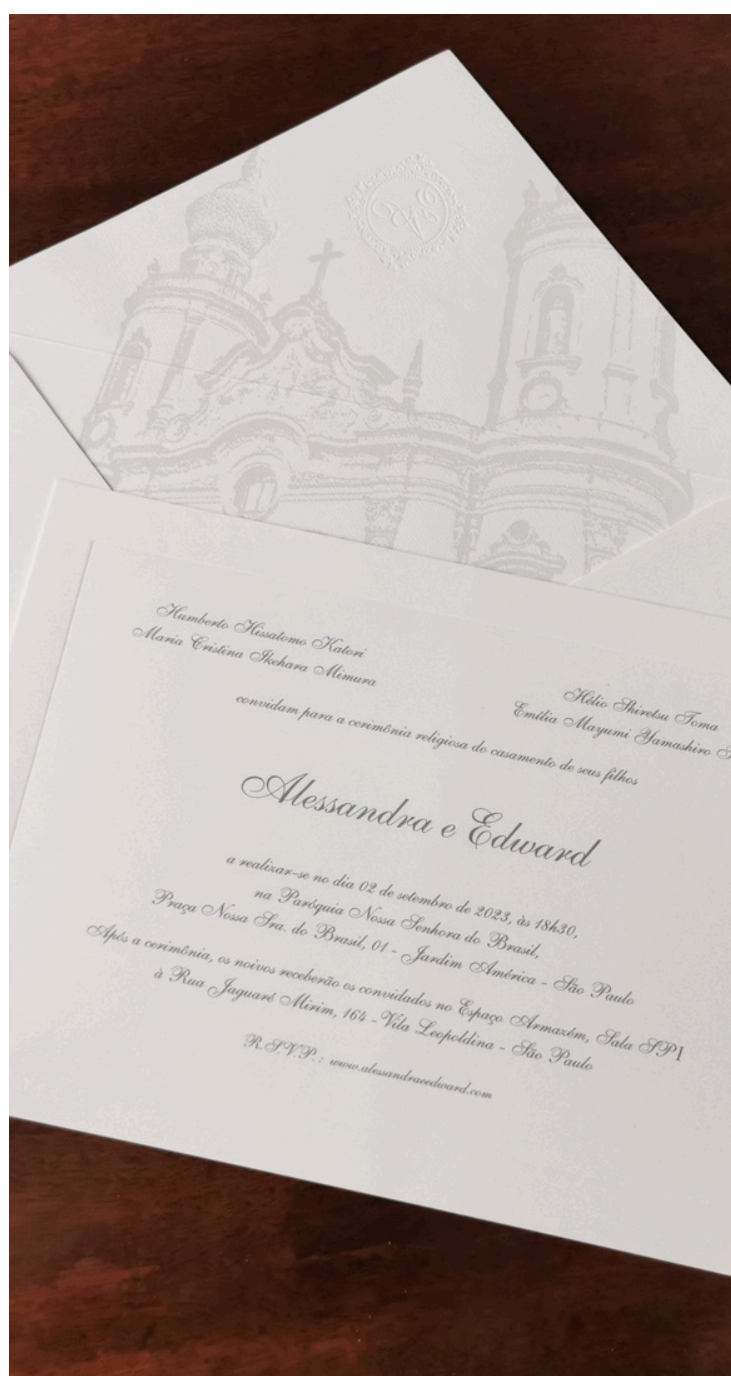 Humberto Hissatomo Katori
Maria Cristina Ikehara Mimura
Hélio Shiretsu Toma
Emília Mayumi Yamashiro
convidam para a cerimônia religiosa do casamento de seus filhos
Alessandra e Edward
a realizar-se no dia 02 de setembro de 2023, às 18h30,
na Paróquia Nossa Senhora do Brasil,
Praça Nossa Sra. do Brasil, 01 - Jardim América - São Paulo
Após a cerimônia, os noivos receberão os convidados no Espaço Armazém, Sala SPI
à Rua Jaguaré Mirim, 164 - Vila Leopoldina - São Paulo
R.S.V.P.: www.alessandraeedward.com